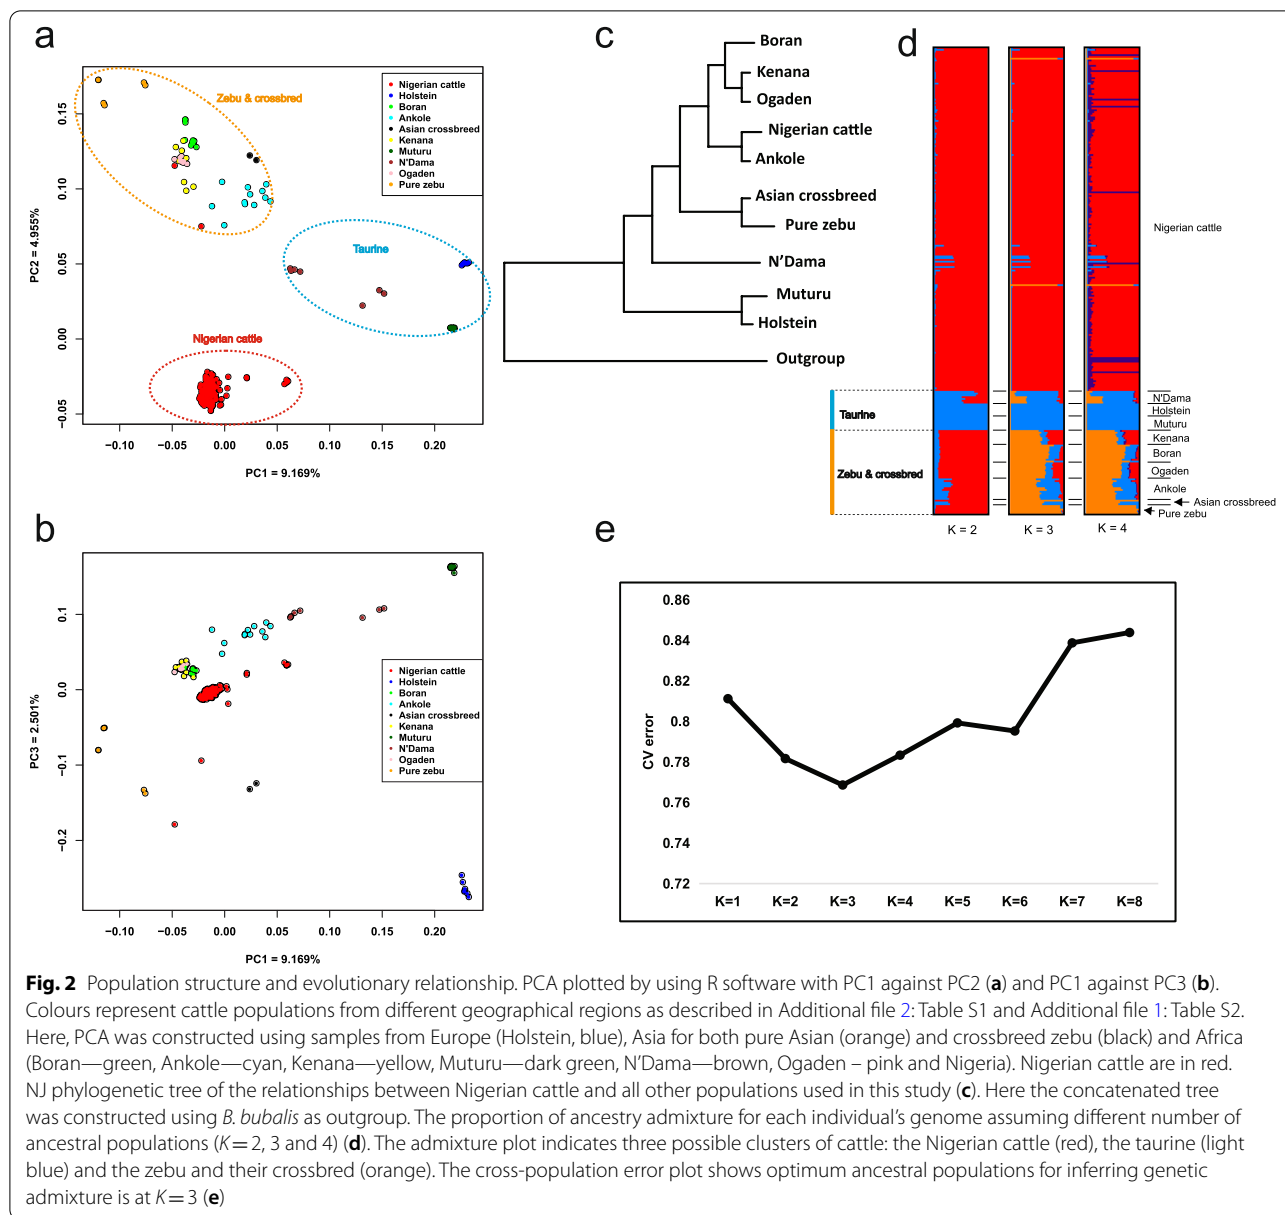 a
0.15
0.10
0.05
0.00
−0.05
PC2 = 4.955%
Zebu & crossbred
Taurine
Nigerian cattle
Nigerian cattle
Holstein
Boran
Ankole
Asian crossbreed
Kenana
Muturu
N'Dama
Ogaden
Pure zebu
−0.10 −0.05 0.00 0.05 0.10 0.15 0.20
PC1 = 9.169%
b
0.1
0.0
−0.1
−0.2
PC3 = 2.501%
Nigerian cattle
Holstein
Boran
Ankole
Asian crossbreed
Kenana
Muturu
N'Dama
Ogaden
Pure zebu
−0.10 −0.05 0.00 0.05 0.10 0.15 0.20
PC1 = 9.169%
c
Boran
Kenana
Ogaden
Nigerian cattle
Ankole
Asian crossbreed
Pure zebu
N’Dama
Muturu
Holstein
Outgroup
d
Nigerian cattle
Taurine
Zebu & crossbred
N'Dama
Holstein
Muturu
Kenana
Boran
Ogaden
Ankole
Asian crossbreed
Pure zebu
K = 2 K = 3 K = 4
e
0.86
0.84
0.82
0.8
0.78
0.76
0.74
0.72
CV error
K=1 K=2 K=3 K=4 K=5 K=6 K=7 K=8
Fig. 2 Population structure and evolutionary relationship. PCA plotted by using R software with PC1 against PC2 (a) and PC1 against PC3 (b).
Colours represent cattle populations from different geographical regions as described in Additional file 2: Table S1 and Additional file 1: Table S2.
Here, PCA was constructed using samples from Europe (Holstein, blue), Asia for both pure Asian (orange) and crossbreed zebu (black) and Africa
(Boran—green, Ankole—cyan, Kenana—yellow, Muturu—dark green, N’Dama—brown, Ogaden – pink and Nigeria). Nigerian cattle are in red.
NJ phylogenetic tree of the relationships between Nigerian cattle and all other populations used in this study (c). Here the concatenated tree
was constructed using B. bubalis as outgroup. The proportion of ancestry admixture for each individual’s genome assuming different number of
ancestral populations (K = 2, 3 and 4) (d). The admixture plot indicates three possible clusters of cattle: the Nigerian cattle (red), the taurine (light
blue) and the zebu and their crossbred (orange). The cross-population error plot shows optimum ancestral populations for inferring genetic
admixture is at K = 3 (e)